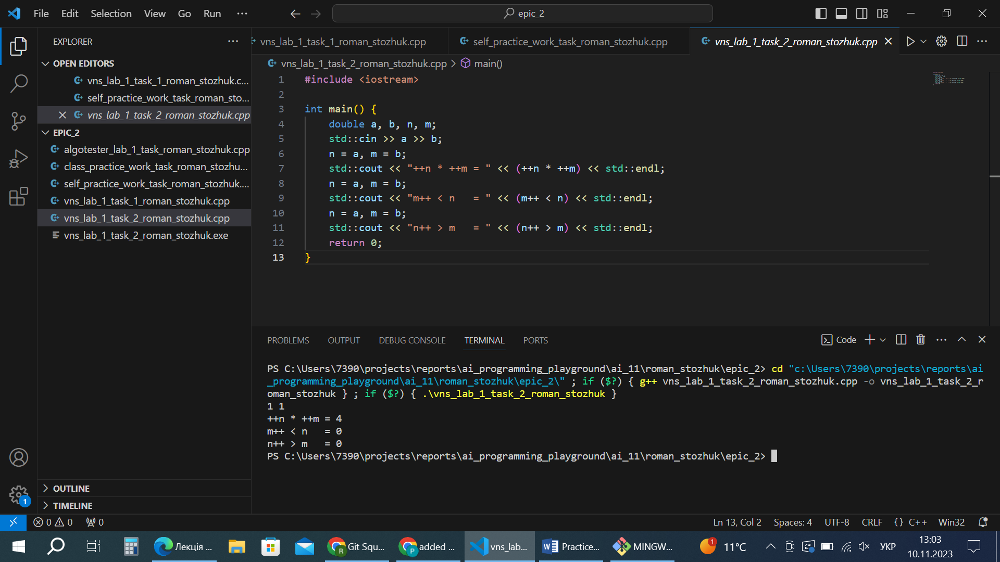 File Edit Selection View Go Run ···
epic_2
EXPLORER
vns_lab_1_task_1_roman_stozhuk.cpp
self_practice_work_task_roman_stozhuk.cpp
vns_lab_1_task_2_roman_stozhuk.cpp
OPEN EDITORS
vns_lab_1_task_1_roman_stozhuk.c...
self_practice_work_task_roman_sto...
vns_lab_1_task_2_roman_stozhuk.cpp
EPIC_2
algotester_lab_1_task_roman_stozhuk.cpp
class_practice_work_task_roman_stozhu...
self_practice_work_task_roman_stozhuk....
vns_lab_1_task_1_roman_stozhuk.cpp
vns_lab_1_task_2_roman_stozhuk.cpp
vns_lab_1_task_2_roman_stozhuk.exe
OUTLINE
TIMELINE
vns_lab_1_task_2_roman_stozhuk.cpp > main()
1 #include <iostream>
2
3 int main() {
4     double a, b, n, m;
5     std::cin >> a >> b;
6     n = a, m = b;
7     std::cout << "++n * ++m = " << (++n * ++m) << std::endl;
8     n = a, m = b;
9     std::cout << "m++ < n   = " << (m++ < n) << std::endl;
10     n = a, m = b;
11     std::cout << "n++ > m   = " << (n++ > m) << std::endl;
12     return 0;
13 }
PROBLEMS OUTPUT DEBUG CONSOLE TERMINAL PORTS
Code
PS C:\Users\7390\projects\reports\ai_programming_playground\ai_11\roman_stozhuk\epic_2> cd "c:\Users\7390\projects\reports\ai
_programming_playground\ai_11\roman_stozhuk\epic_2\" ; if ($?) { g++ vns_lab_1_task_2_roman_stozhuk.cpp -o vns_lab_1_task_2_r
oman_stozhuk } ; if ($?) { .\vns_lab_1_task_2_roman_stozhuk }
1 1
++n * ++m = 4
m++ < n   = 0
n++ > m   = 0
PS C:\Users\7390\projects\reports\ai_programming_playground\ai_11\roman_stozhuk\epic_2>
1
0 0 0
Ln 13, Col 2 Spaces: 4 UTF-8 CRLF {} C++ Win32
Лекція ...
Git Squ...
added ...
vns_lab...
Practice...
MINGW...
1
11°C
УКР
13:03
10.11.2023